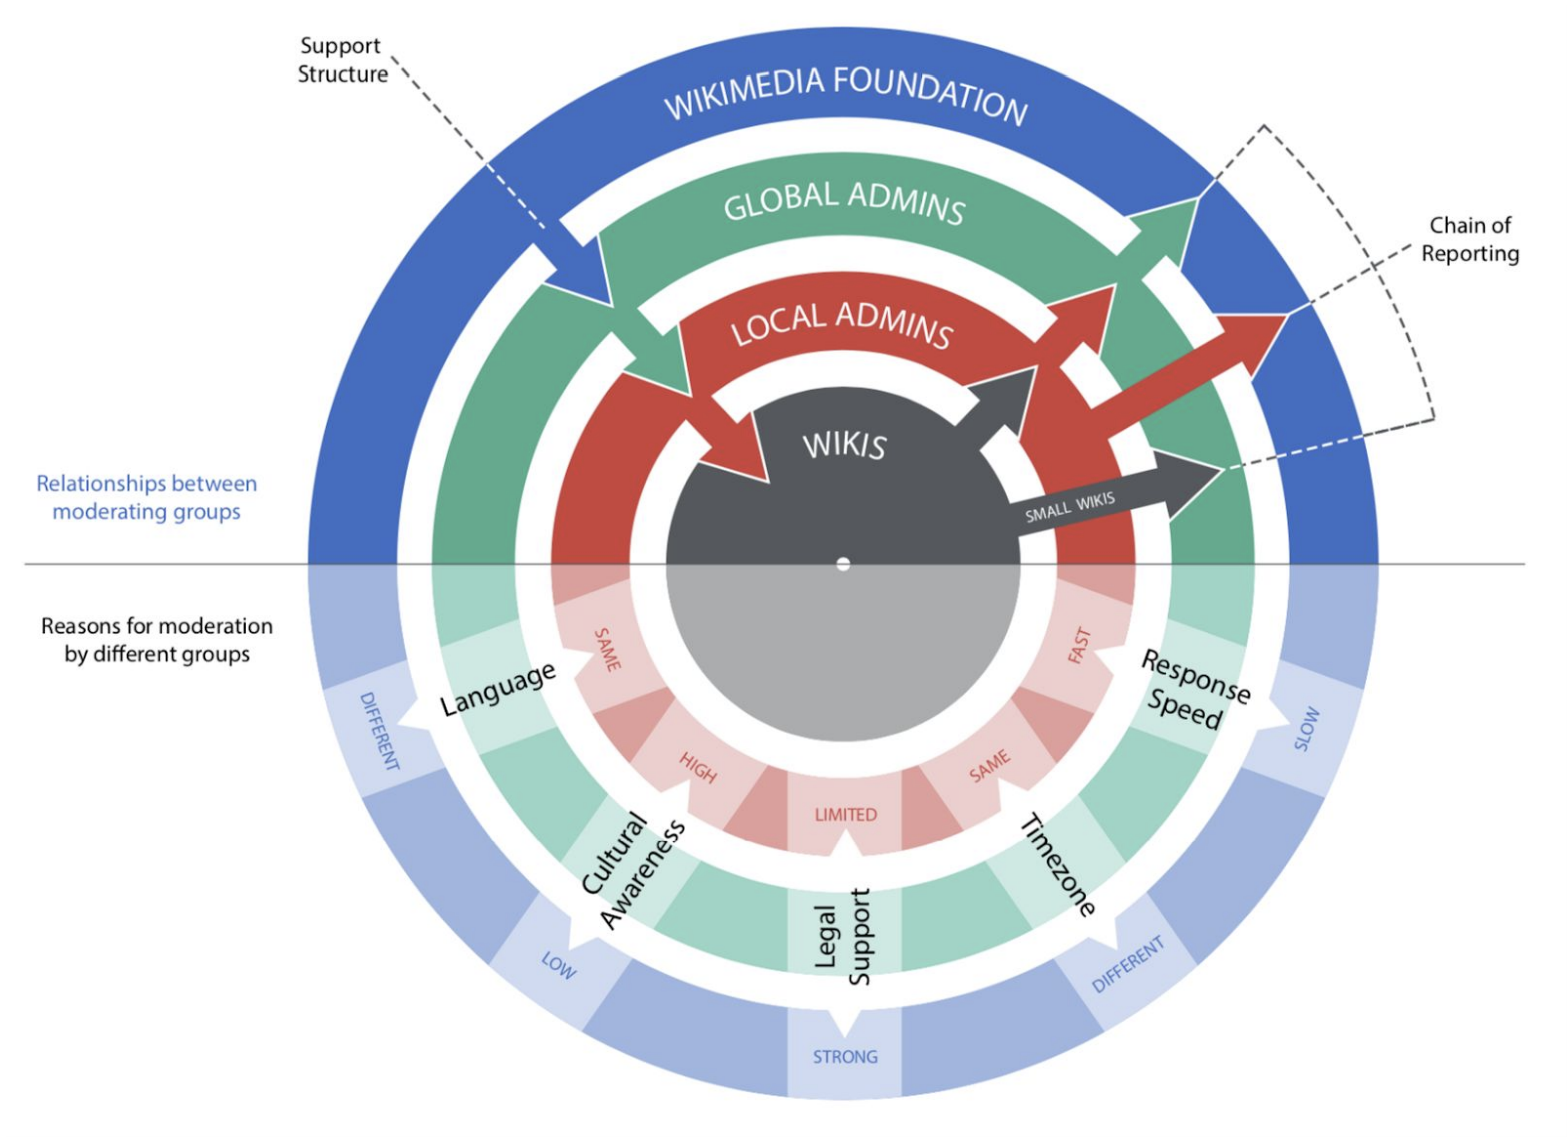 Support
Structure
WIKIMEDIA FOUNDATION
GLOBAL ADMINS
Chain of
Reporting
LOCAL ADMINS
WIKIS
Relationships between
moderating groups
SMALL WIKIS
Reasons for moderation
by different groups
SAME
FAST
Language
Response
Speed
DIFFERENT
SLOW
HIGH
SAME
LIMITED
Cultural
Awareness
Timezone
Legal
Support
LOW
DIFFERENT
STRONG